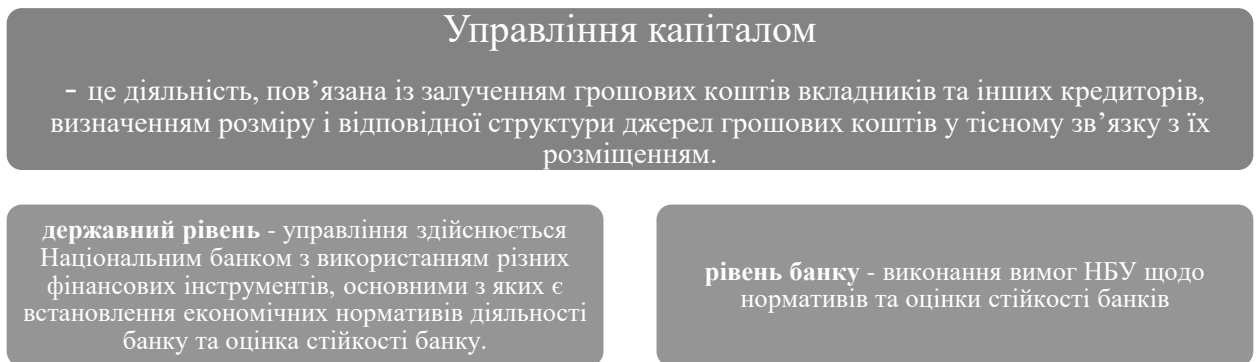 Управління капіталом
- це діяльність, пов’язана із залученням грошових коштів вкладників та інших кредиторів,
визначенням розміру і відповідної структури джерел грошових коштів у тісному зв’язку з їх
розміщенням.
державний рівень - управління здійснюється
Національним банком з використанням різних
фінансових інструментів, основними з яких є
встановлення економічних нормативів діяльності
банку та оцінка стійкості банку.
рівень банку - виконання вимог НБУ щодо
нормативів та оцінки стійкості банків